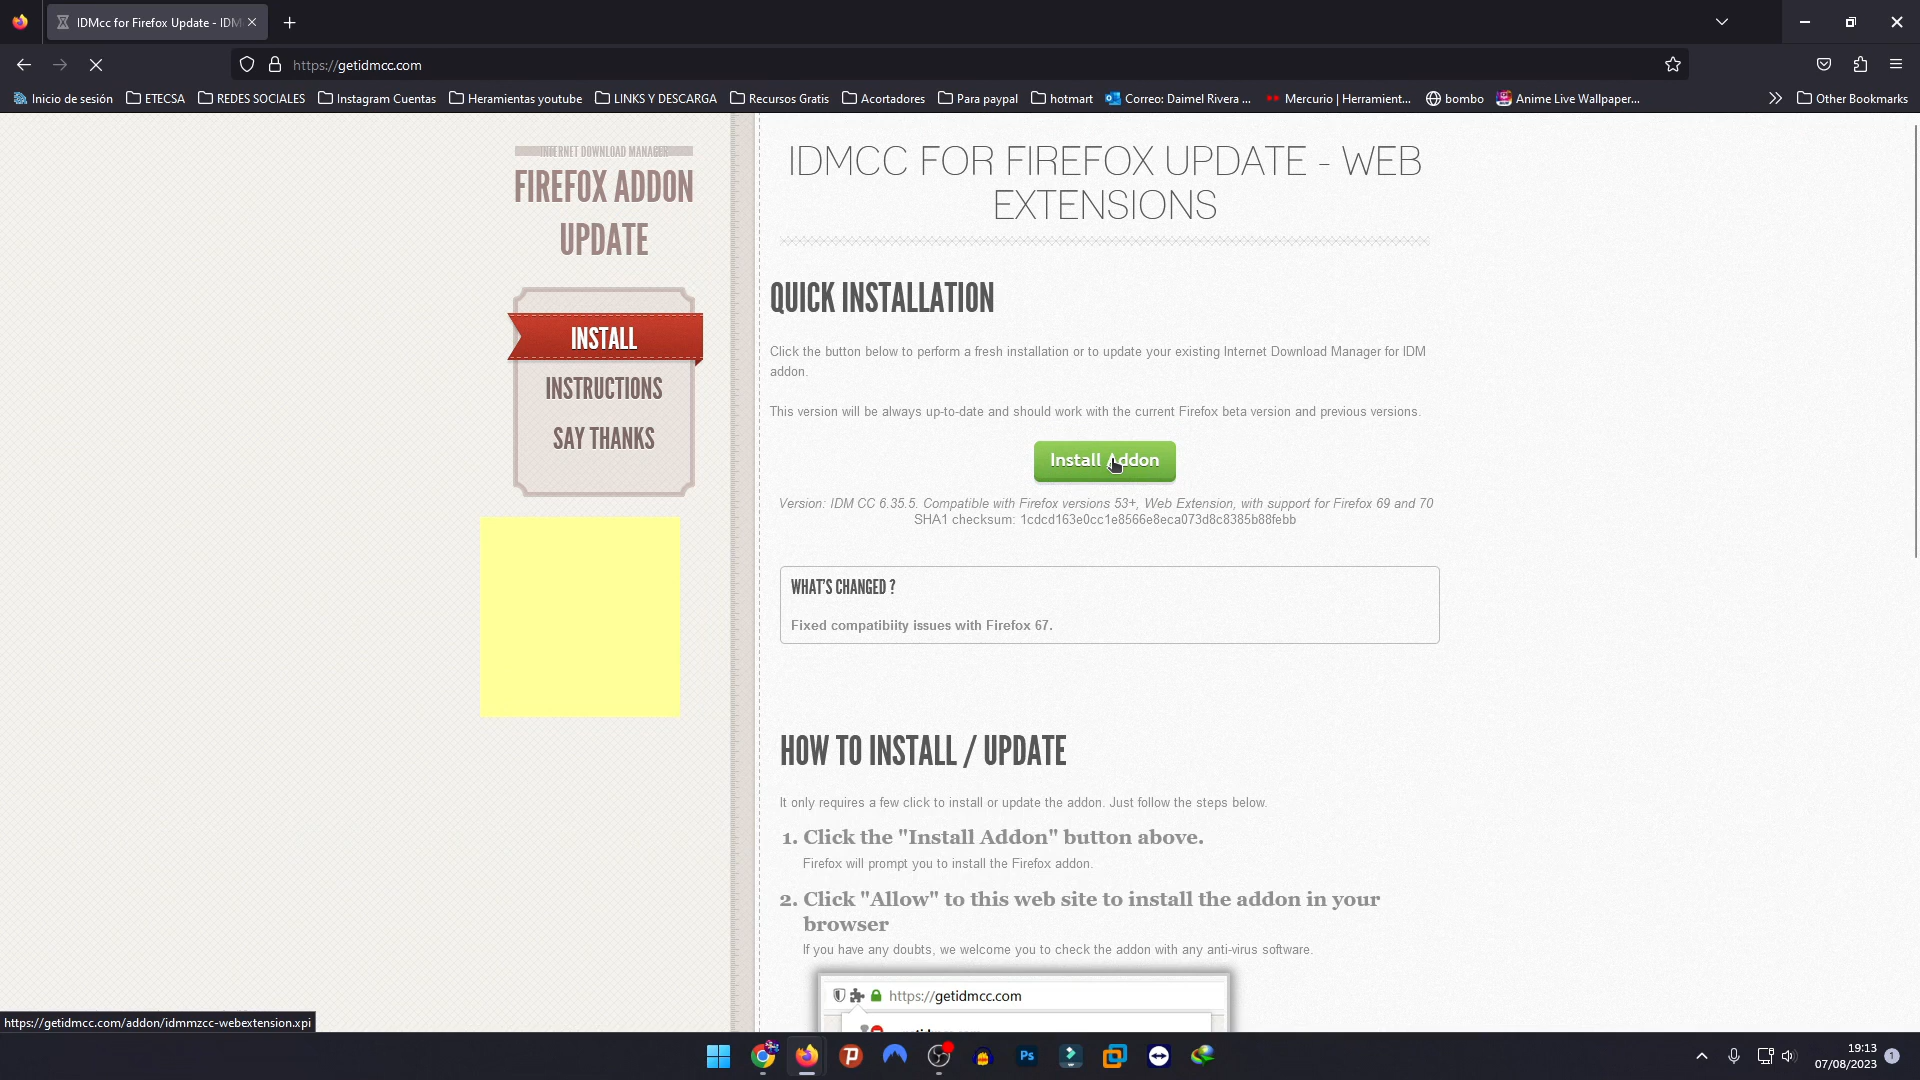 IDMcc for Firefox Update - IDM
https://getidmcc.com
Inicio de sesión
ETECSA
REDES SOCIALES
Instagram Cuentas
Heramientas youtube
LINKS Y DESCARGA
Recursos Gratis
Acortadores
Para paypal
hotmart
Correo: Daimel Rivera ...
Mercurio | Herramient...
bombo
Anime Live Wallpaper...
Other Bookmarks
INTERNET DOWNLOAD MANAGER
FIREFOX ADDON
UPDATE
INSTALL
INSTRUCTIONS
SAY THANKS
IDMCC FOR FIREFOX UPDATE - WEB
EXTENSIONS
QUICK INSTALLATION
Click the button below to perform a fresh installation or to update your existing Internet Download Manager for IDM
addon.
This version will be always up-to-date and should work with the current Firefox beta version and previous versions.
Install Addon
Version: IDM CC 6.35.5. Compatible with Firefox versions 53+, Web Extension, with support for Firefox 69 and 70
SHA1 checksum: 1cdcd163e0cc1e8566e8eca073d8c8385b88febb
WHAT'S CHANGED ?
Fixed compatibiity issues with Firefox 67.
HOW TO INSTALL / UPDATE
It only requires a few click to install or update the addon. Just follow the steps below.
1. Click the "Install Addon" button above.
Firefox will prompt you to install the Firefox addon.
2. Click "Allow" to this web site to install the addon in your
browser
If you have any doubts, we welcome you to check the addon with any anti-virus software.
https://getidmcc.com
https://getidmcc.com/addon/idmmzcc-webextension.xpi
Ps
19:13
07/08/2023
1